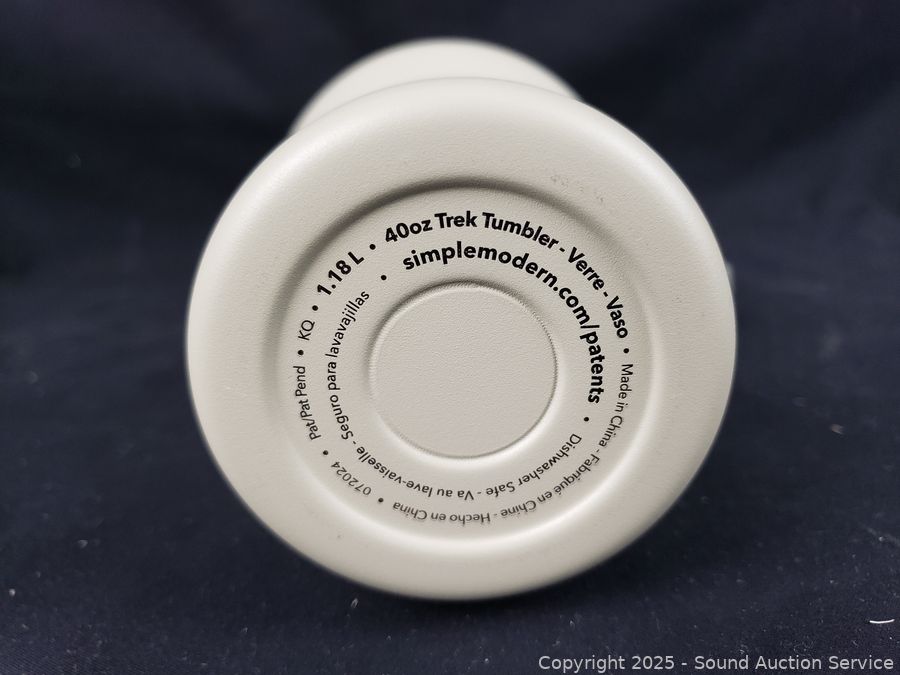 40oz Trek Tumbler - Verre - Vaso • Made in China - Fabriqué en Chine - Hecho en China • 072024 • Pat/Pat Pend • KQ • 1.18 L •
simplemodern.com/patents • Dishwasher Safe - Va au lave-vaisselle - Seguro para lavavajillas •
Copyright 2025 - Sound Auction Service